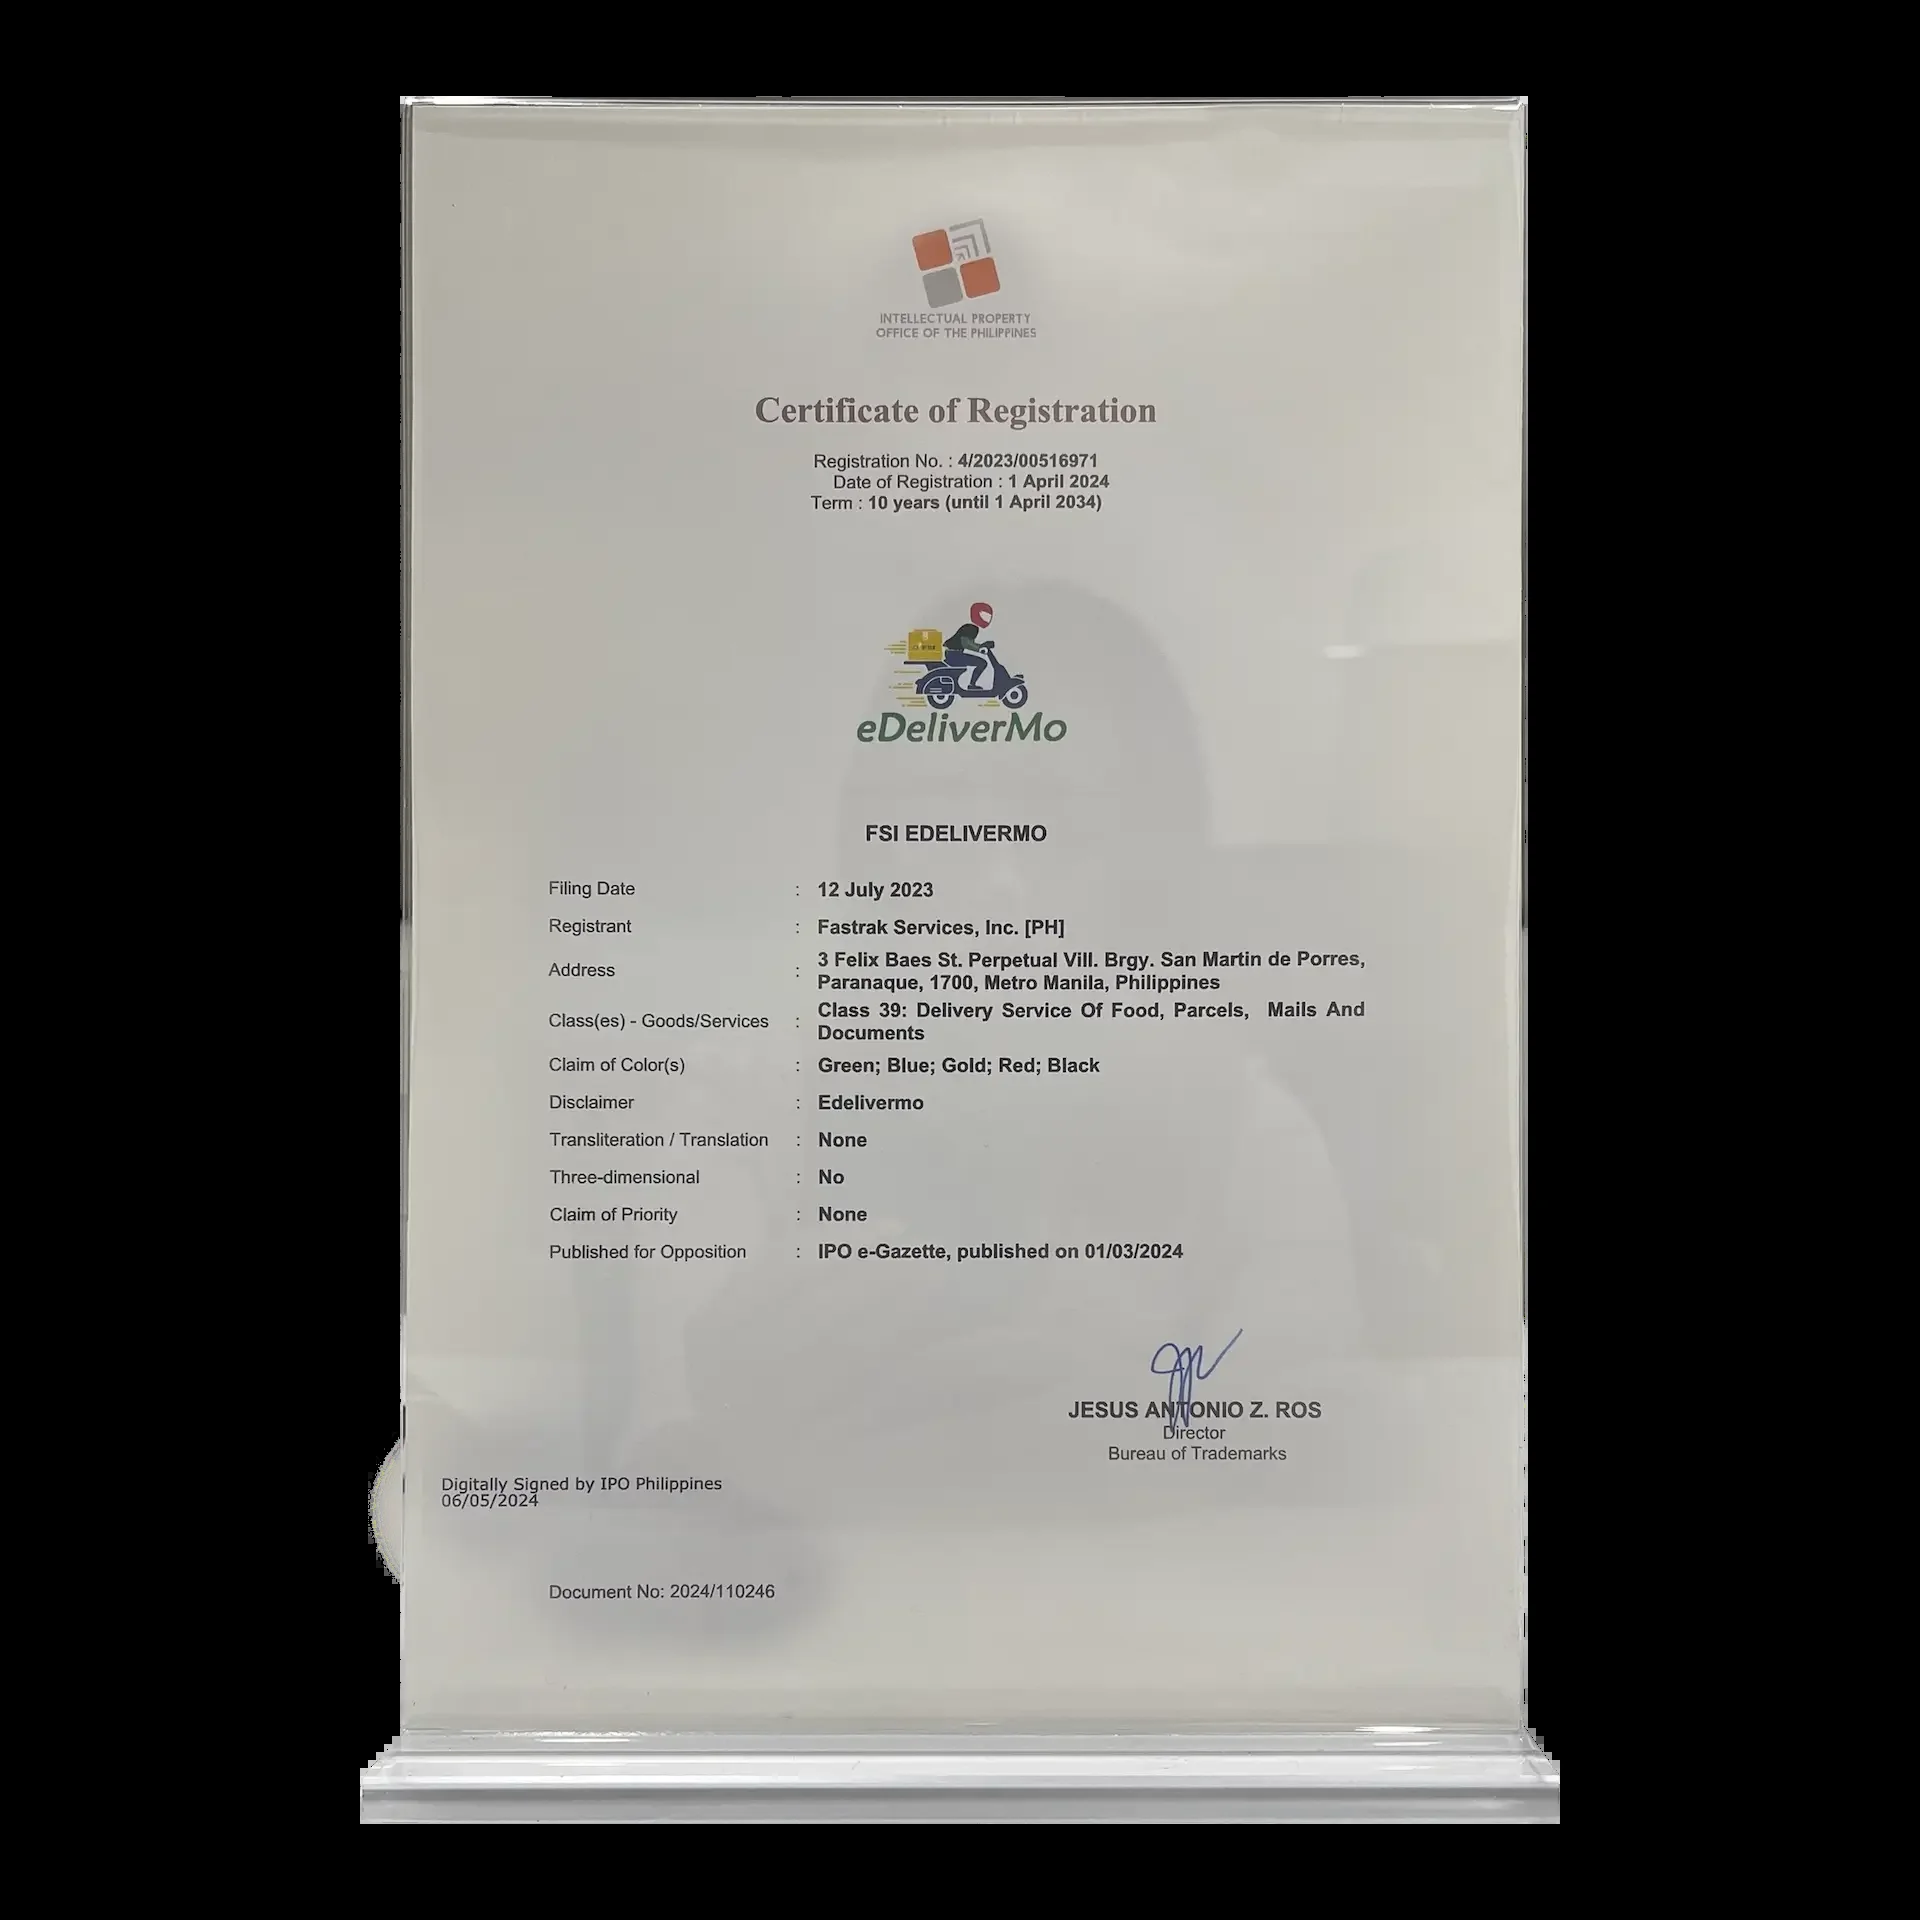 INTELLECTUAL PROPERTY
OFFICE OF THE PHILIPPINES
Certificate of Registration
Registration No. : 4/2023/00516971
Date of Registration : 1 April 2024
Term : 10 years (until 1 April 2034)
eDeliverMo
FSI EDELIVERMO
Filing Date : 12 July 2023
Registrant : Fastrak Services, Inc. [PH]
Address : 3 Felix Baes St. Perpetual Vill. Brgy. San Martin de Porres,
Paranaque, 1700, Metro Manila, Philippines
Class(es) - Goods/Services : Class 39: Delivery Service Of Food, Parcels, Mails And
Documents
Claim of Color(s) : Green; Blue; Gold; Red; Black
Disclaimer : Edelivermo
Transliteration / Translation : None
Three-dimensional : No
Claim of Priority : None
Published for Opposition : IPO e-Gazette, published on 01/03/2024
JESUS ANTONIO Z. ROS
Director
Bureau of Trademarks
Digitally Signed by IPO Philippines
06/05/2024
Document No: 2024/110246